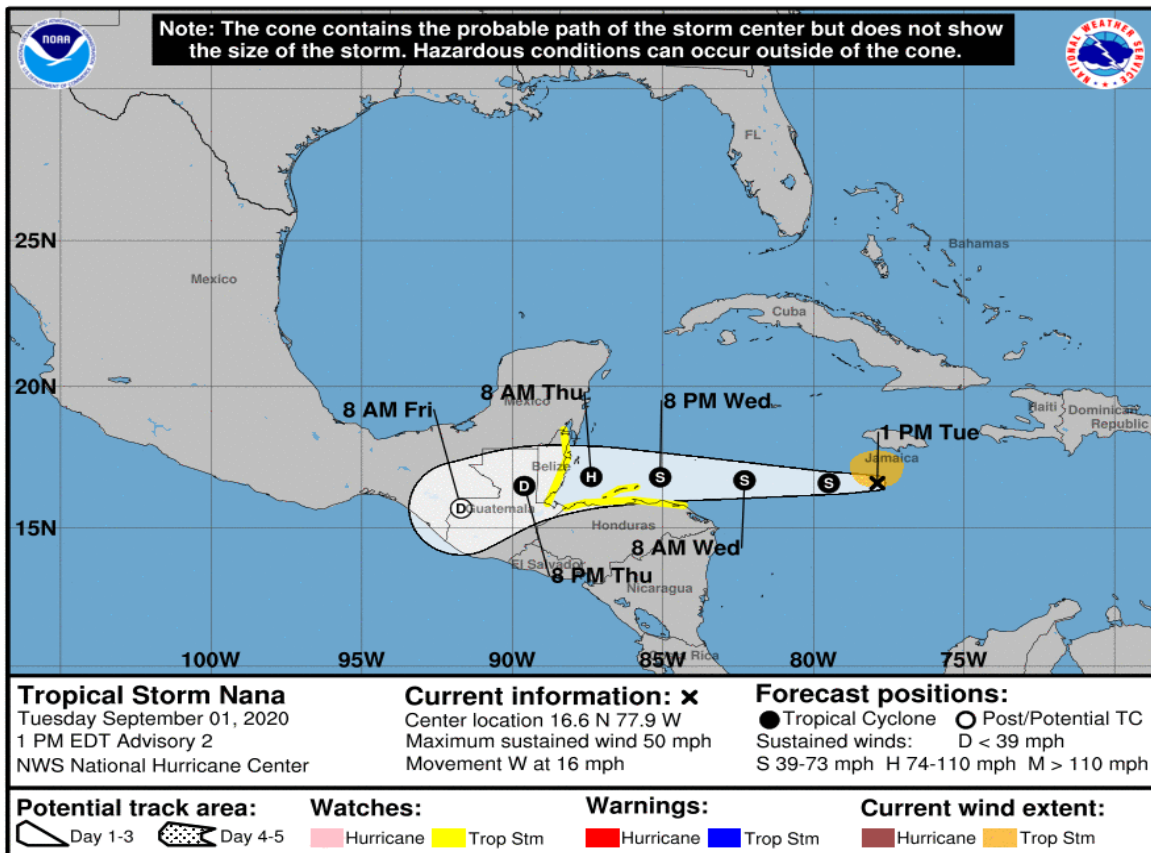 Note: The cone contains the probable path of the storm center but does not show
the size of the storm. Hazardous conditions can occur outside of the cone.
NOAA
NATIONAL WEATHER SERVICE
FL
25N
Mexico
Bahamas
Cuba
20N
8 AM Thu
Mexico
8 PM Wed
8 AM Fri
Haiti
Dominican
Republic
1 PM Tue
Jamaica
Belize
D
D
H
S
S
S
Guatemala
15N
Honduras
8 AM Wed
El Salvador
8 PM Thu
Nicaragua
100W
95W
90W
85W
80W
75W
Tropical Storm Nana
Tuesday September 01, 2020
1 PM EDT Advisory 2
NWS National Hurricane Center
Current information: x
Center location 16.6 N 77.9 W
Maximum sustained wind 50 mph
Movement W at 16 mph
Forecast positions:
Tropical Cyclone Post/Potential TC
Sustained winds: D < 39 mph
S 39-73 mph H 74-110 mph M > 110 mph
Potential track area:
Day 1-3 Day 4-5
Watches:
Hurricane Trop Stm
Warnings:
Hurricane Trop Stm
Current wind extent:
Hurricane Trop Stm